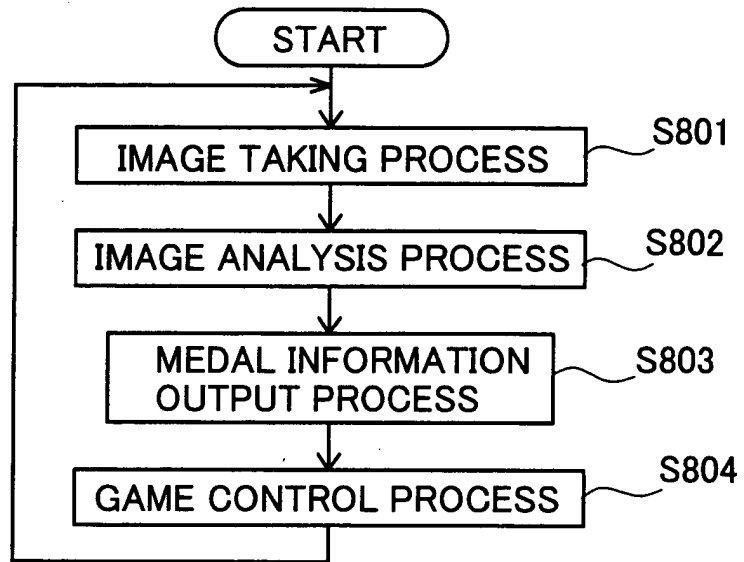 START
IMAGE TAKING PROCESS
S801
IMAGE ANALYSIS PROCESS
S802
MEDAL INFORMATION
OUTPUT PROCESS
S803
GAME CONTROL PROCESS
S804